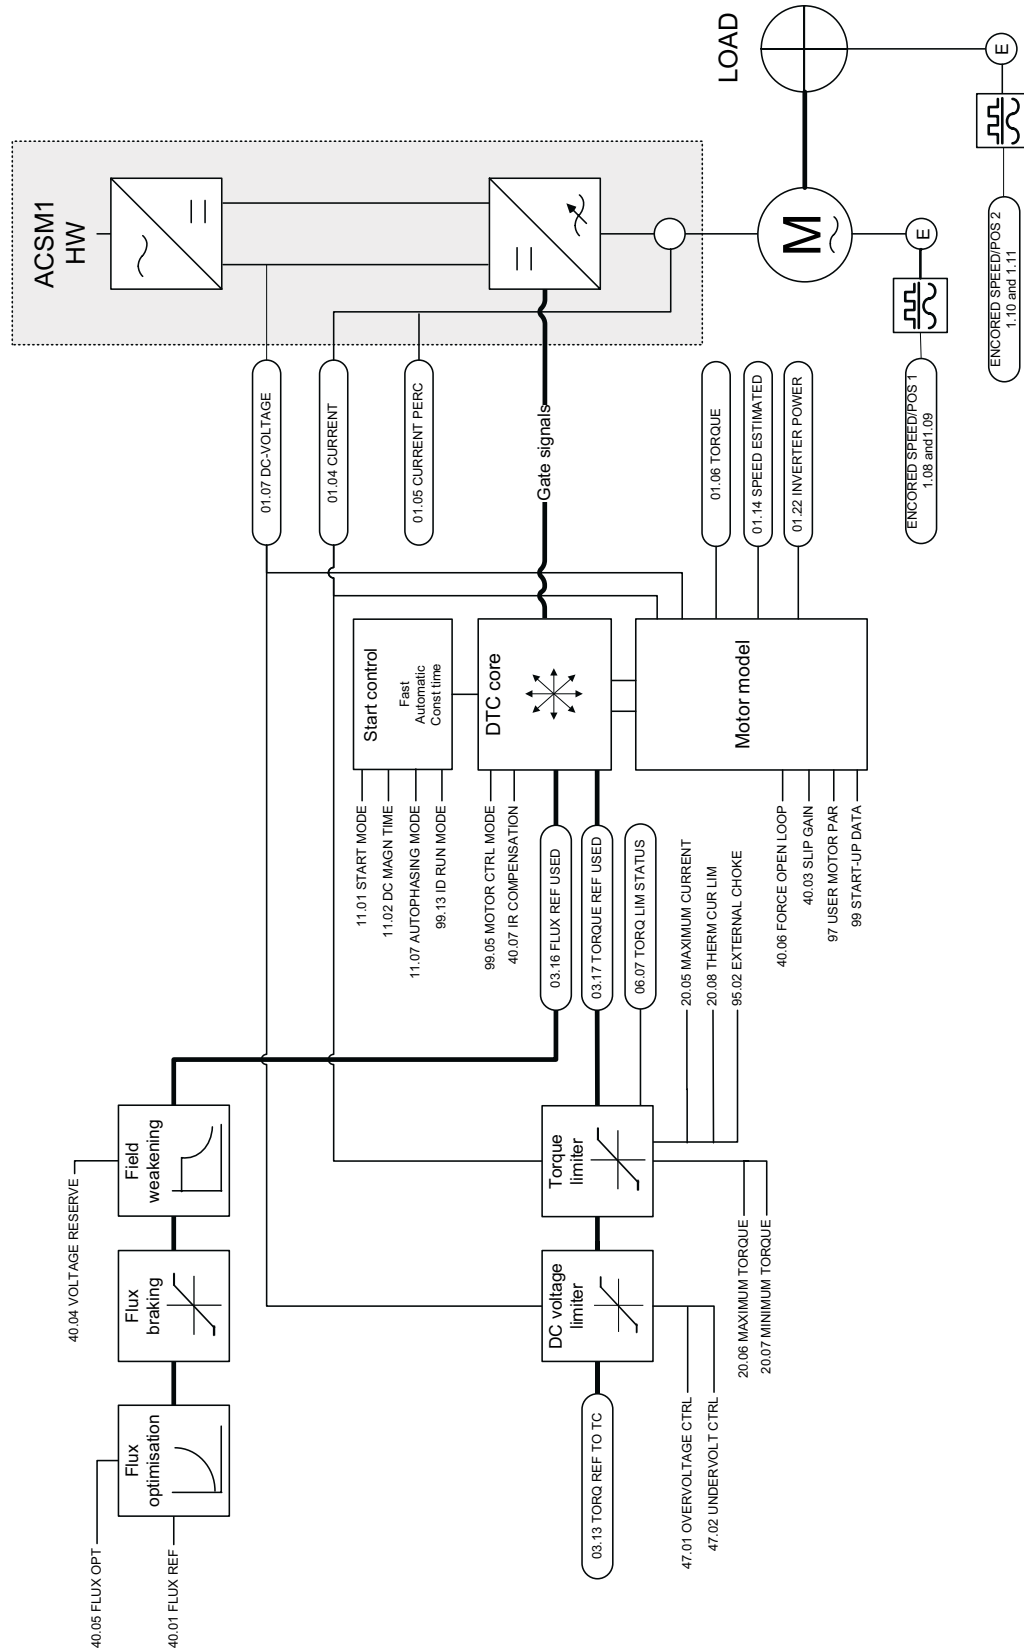 40.05 FLUX OPT
40.01 FLUX REF
Flux
optimisation
Flux
braking
40.04 VOLTAGE RESERVE
Field
weakening
03.13 TORQ REF TO TC
47.01 OVERVOLTAGE CTRL
47.02 UNDERVOLT CTRL
DC voltage
limiter
20.06 MAXIMUM TORQUE
20.07 MINIMUM TORQUE
Torque
limiter
20.05 MAXIMUM CURRENT
20.08 THERM CUR LIM
95.02 EXTERNAL CHOKE
11.01 START MODE
11.02 DC MAGN TIME
11.07 AUTOPHASING MODE
99.13 ID RUN MODE
99.05 MOTOR CTRL MODE
40.07 IR COMPENSATION
03.16 FLUX REF USED
03.17 TORQUE REF USED
06.07 TORQ LIM STATUS
40.06 FORCE OPEN LOOP
40.03 SLIP GAIN
97 USER MOTOR PAR
99 START-UP DATA
Start control
Fast
Automatic
Const time
DTC core
Motor model
01.07 DC-VOLTAGE
01.04 CURRENT
01.05 CURRENT PERC
Gate signals
01.06 TORQUE
01.14 SPEED ESTIMATED
01.22 INVERTER POWER
ENCORED SPEED/POS 1
1.08 and1.09
ENCORED SPEED/POS 2
1.10 and 1.11
ACSM1
HW
M
E
E
LOAD